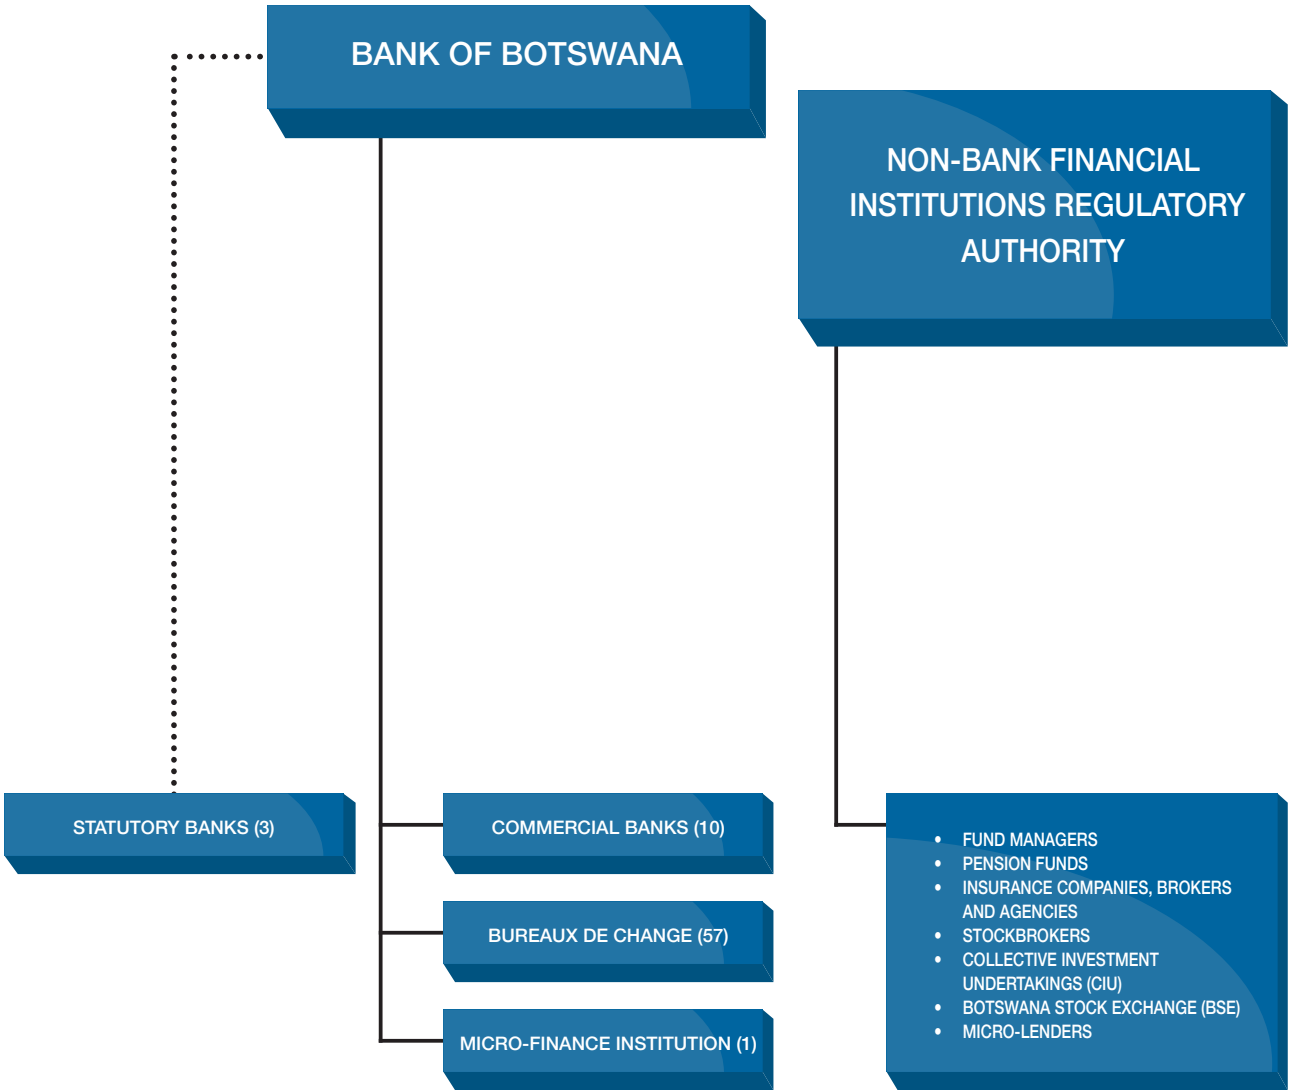 BANK OF BOTSWANA
NON-BANK FINANCIAL
INSTITUTIONS REGULATORY
AUTHORITY
STATUTORY BANKS (3)
COMMERCIAL BANKS (10)
BUREAUX DE CHANGE (57)
MICRO-FINANCE INSTITUTION (1)
• FUND MANAGERS
• PENSION FUNDS
• INSURANCE COMPANIES, BROKERS
AND AGENCIES
• STOCKBROKERS
• COLLECTIVE INVESTMENT
UNDERTAKINGS (CIU)
• BOTSWANA STOCK EXCHANGE (BSE)
• MICRO-LENDERS